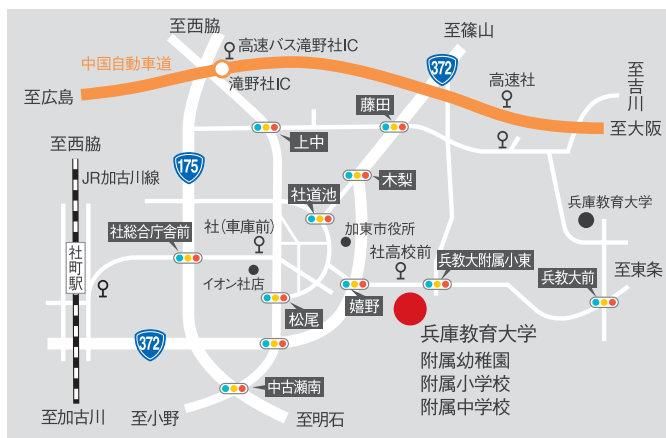 至西脇
高速バス滝野社IC
至篠山
中国自動車道
372
滝野社IC
高速社
至吉川
至広島
藤田
至大阪
上中
至西脇
JR加古川線
175
木梨
社道池
兵庫教育大学
社(車庫前)
加東市役所
社総合庁舎前
社高校前
兵教大附属小東
社町駅
イオン社店
兵教大前
至東条
嬉野
松尾
兵庫教育大学
附属幼稚園
附属小学校
附属中学校
372
中古瀬南
至加古川
至小野
至明石